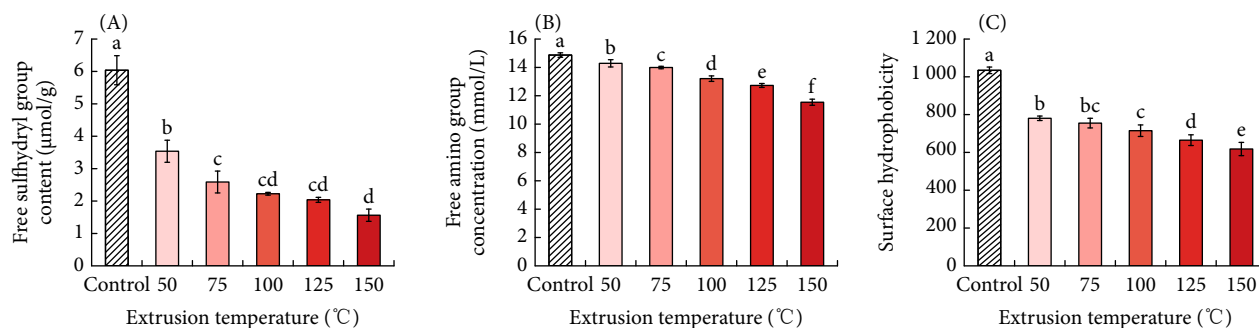 (A)
Free sulfhydryl group
content (μmol/g)
7
6
5
4
3
2
1
0
a
b
c
cd
cd
d
Control 50 75 100 125 150
Extrusion temperature (℃)
(B)
Free amino group
concentration (mmol/L)
16
14
12
10
8
6
4
2
0
a
b
c
d
e
f
Control 50 75 100 125 150
Extrusion temperature (℃)
(C)
Surface hydrophobicity
1 200
1 000
800
600
400
200
0
a
b
bc
c
d
e
Control 50 75 100 125 150
Extrusion temperature (℃)